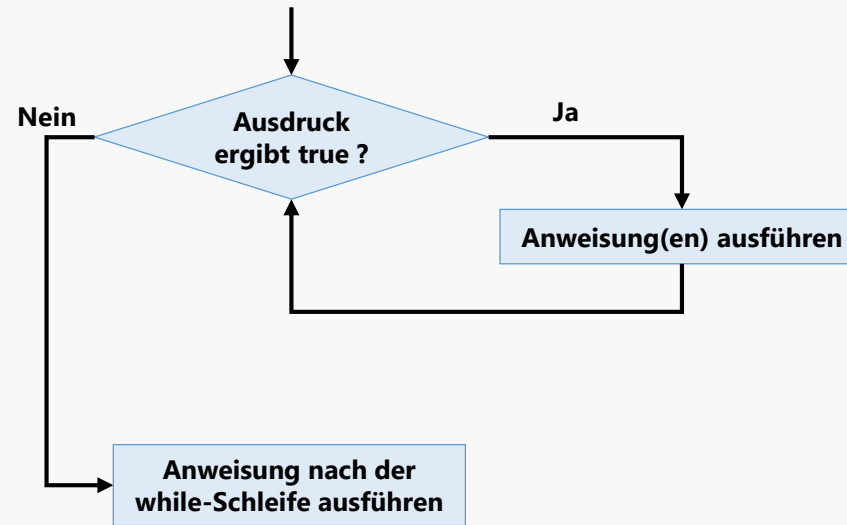 Nein
Ausdruck
ergibt true ?
Ja
Anweisung(en) ausführen
Anweisung nach der
while-Schleife ausführen